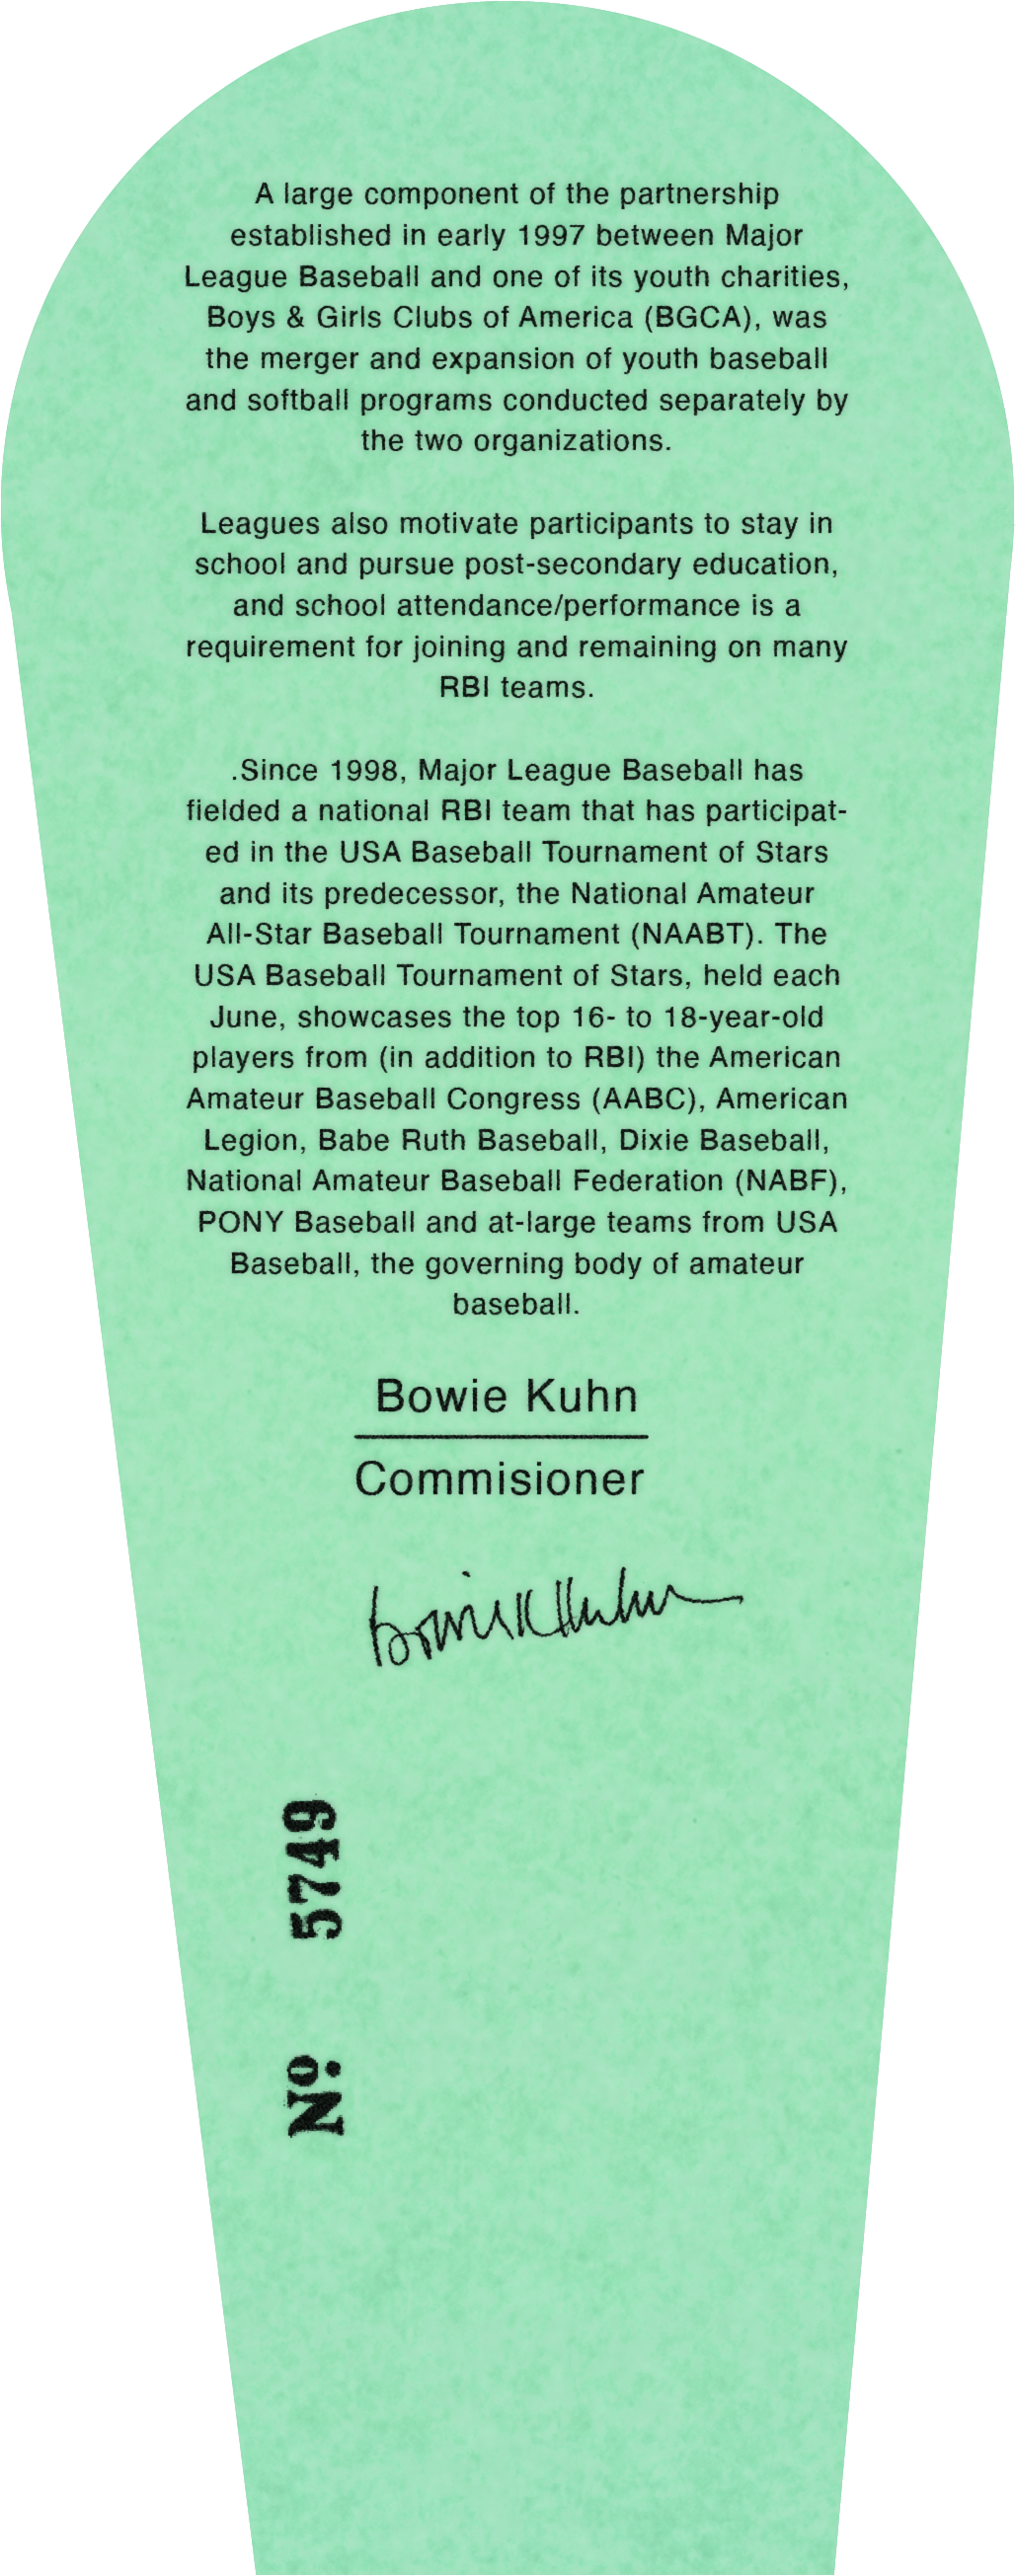 A large component of the partnership
established in early 1997 between Major
League Baseball and one of its youth charities,
Boys & Girls Clubs of America (BGCA), was
the merger and expansion of youth baseball
and softball programs conducted separately by
the two organizations.
Leagues also motivate participants to stay in
school and pursue post-secondary education,
and school attendance/performance is a
requirement for joining and remaining on many
RBI teams.
.Since 1998, Major League Baseball has
fielded a national RBI team that has participat-
ed in the USA Baseball Tournament of Stars
and its predecessor, the National Amateur
All-Star Baseball Tournament (NAABT). The
USA Baseball Tournament of Stars, held each
June, showcases the top 16- to 18-year-old
players from (in addition to RBI) the American
Amateur Baseball Congress (AABC), American
Legion, Babe Ruth Baseball, Dixie Baseball,
National Amateur Baseball Federation (NABF),
PONY Baseball and at-large teams from USA
Baseball, the governing body of amateur
baseball.
Bowie Kuhn
Commisioner
Bowie K Kuhn
Nº. 5749